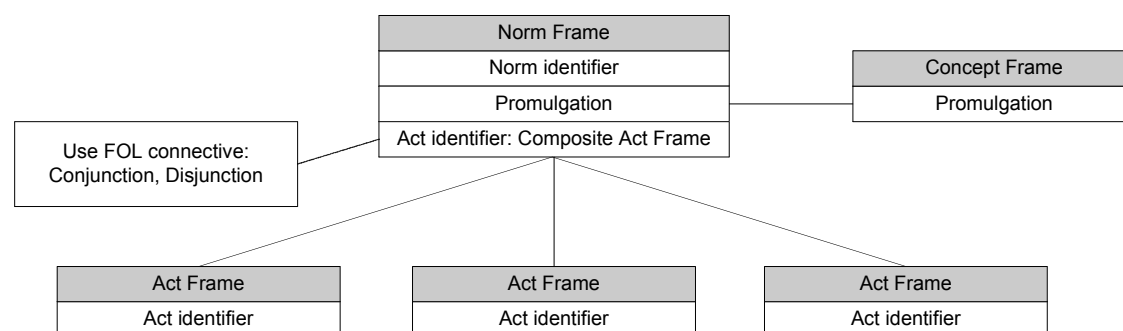 Norm Frame
Norm identifier
Promulgation
Act identifier: Composite Act Frame
Concept Frame
Promulgation
Use FOL connective:
Conjunction, Disjunction
Act Frame
Act identifier
Act Frame
Act identifier
Act Frame
Act identifier